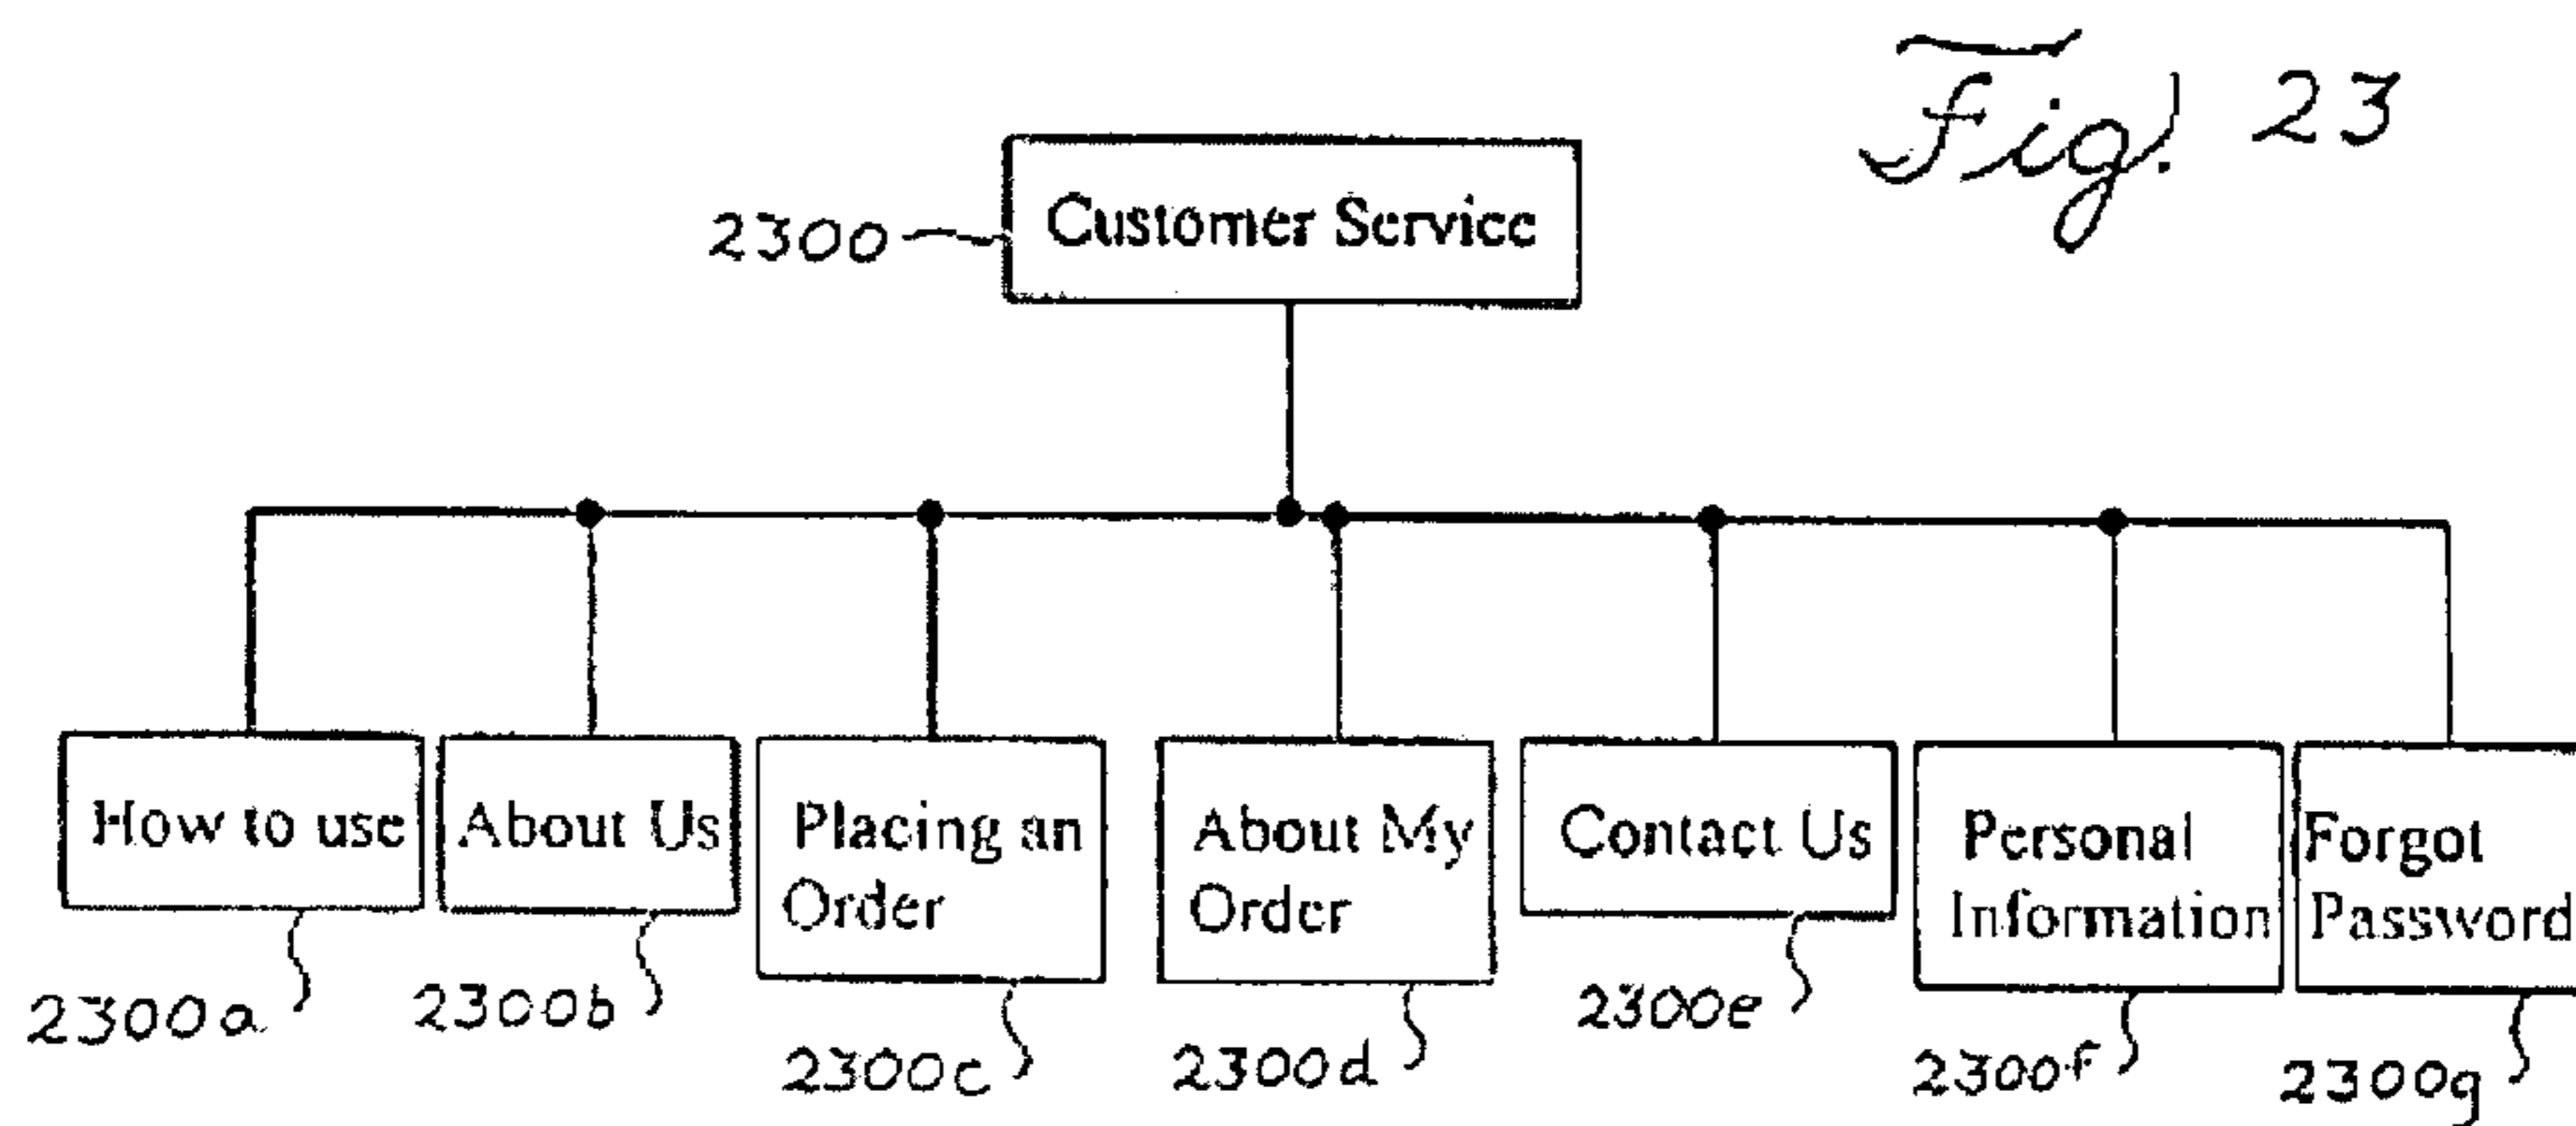 Fig. 23
2300
Customer Service
How to use
About Us
Placing an
Order
About My
Order
Contact Us
Personal
Information
Forgot
Password
2300a
2300b
2300c
2300d
2300e
2300f
2300g